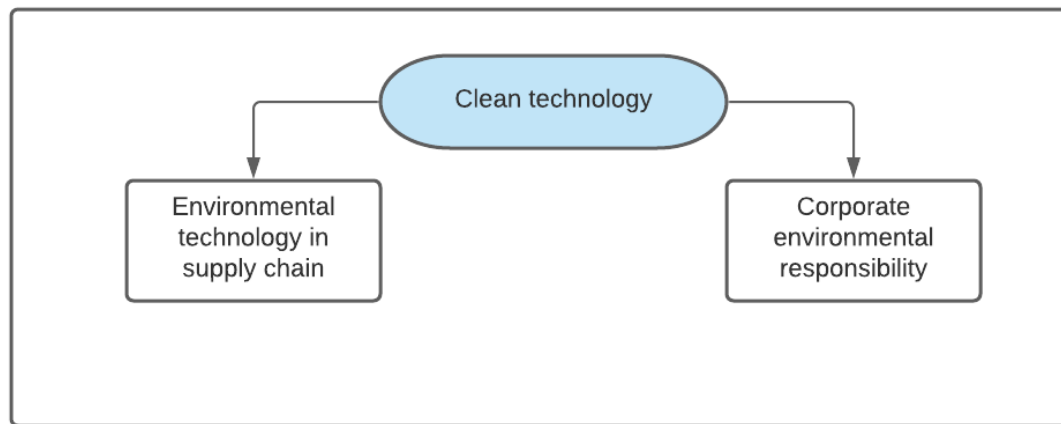 Clean technology
Environmental
technology in
supply chain
Corporate
environmental
responsibility